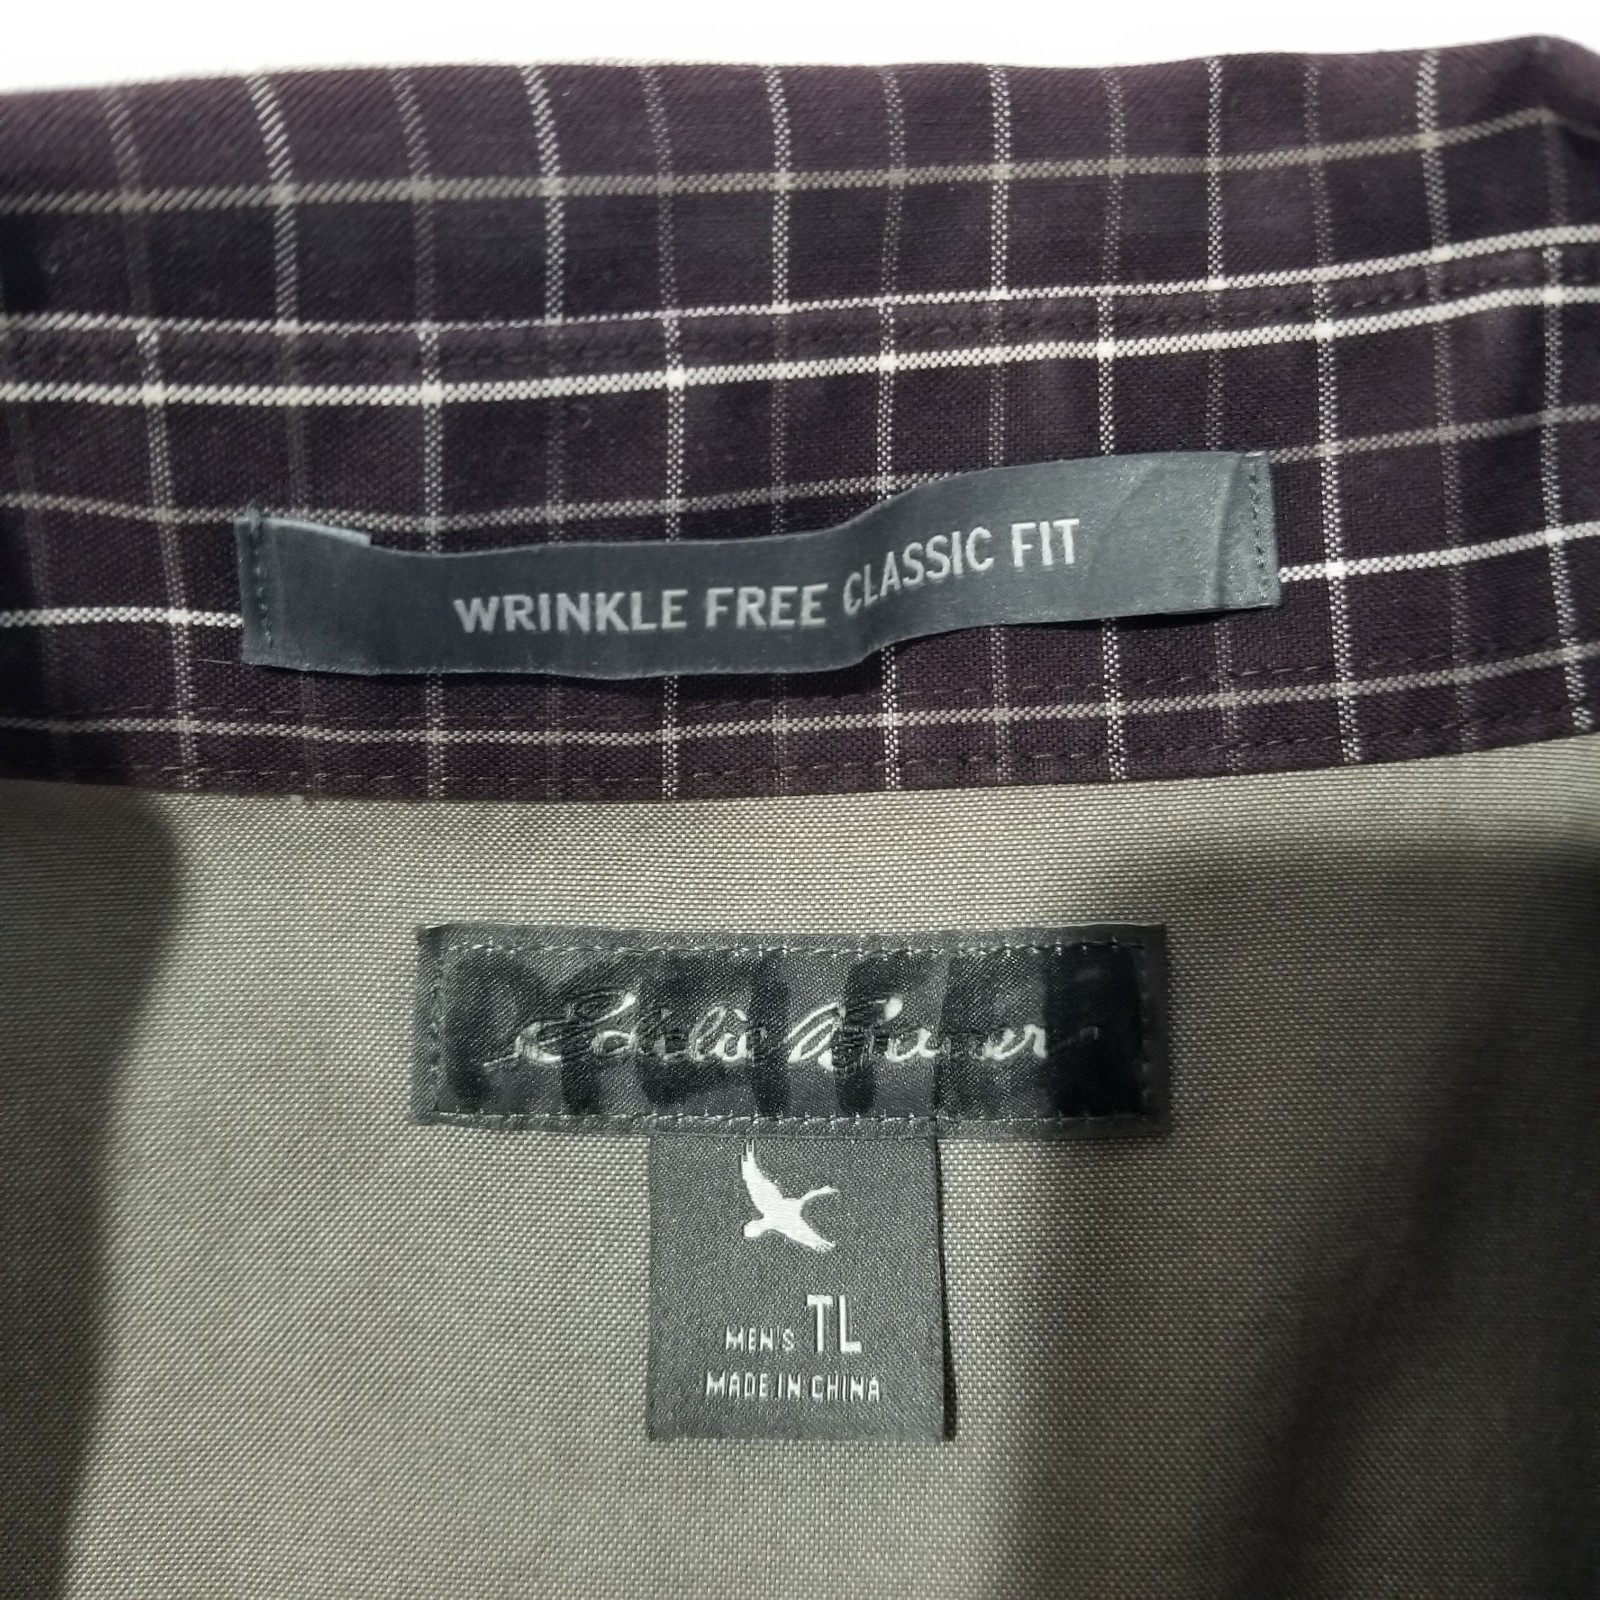 WRINKLE FREE CLASSIC FIT
Eddie Bauer
MEN'S TL
MADE IN CHINA